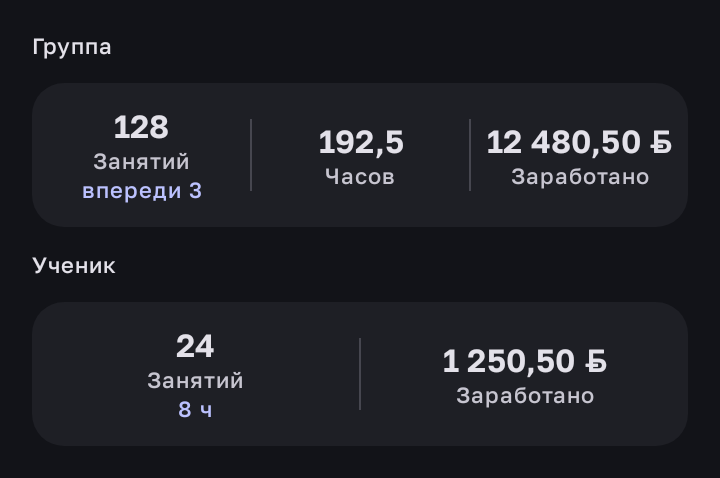 Группа
128
Занятий
впереди 3
192,5
Часов
12 480,50 Ƃ
Заработано
Ученик
24
Занятий
8 ч
1 250,50 Ƃ
Заработано